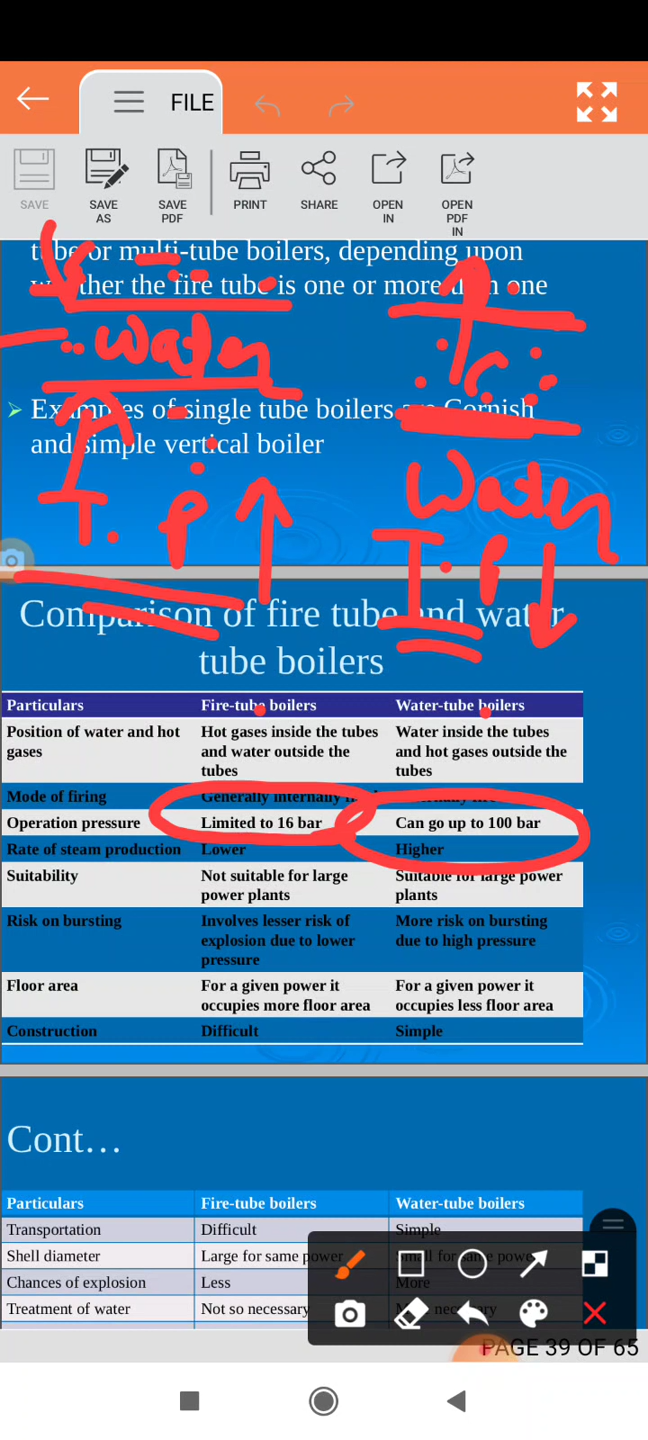 FILE
SAVE
SAVE AS
SAVE PDF
PRINT
SHARE
OPEN IN
OPEN PDF IN
tube or multi-tube boilers, depending upon
whether the fire tube is one or more than one
water
Examples of single tube boilers are Cornish
and simple vertical boiler
Water
I. P
I. P
Comparison of fire tube and water
tube boilers
Particulars Fire-tube boilers Water-tube boilers
Position of water and hot gases Hot gases inside the tubes and water outside the tubes Water inside the tubes and hot gases outside the tubes
Mode of firing Generally internally
Operation pressure Limited to 16 bar Can go up to 100 bar
Rate of steam production Lower Higher
Suitability Not suitable for large power plants Suitable for large power plants
Risk on bursting Involves lesser risk of explosion due to lower pressure More risk on bursting due to high pressure
Floor area For a given power it occupies more floor area For a given power it occupies less floor area
Construction Difficult Simple
Cont…
Particulars Fire-tube boilers Water-tube boilers
Transportation Difficult Simple
Shell diameter Large for same power Small for same power
Chances of explosion Less More
Treatment of water Not so necessary
PAGE 39 OF 65